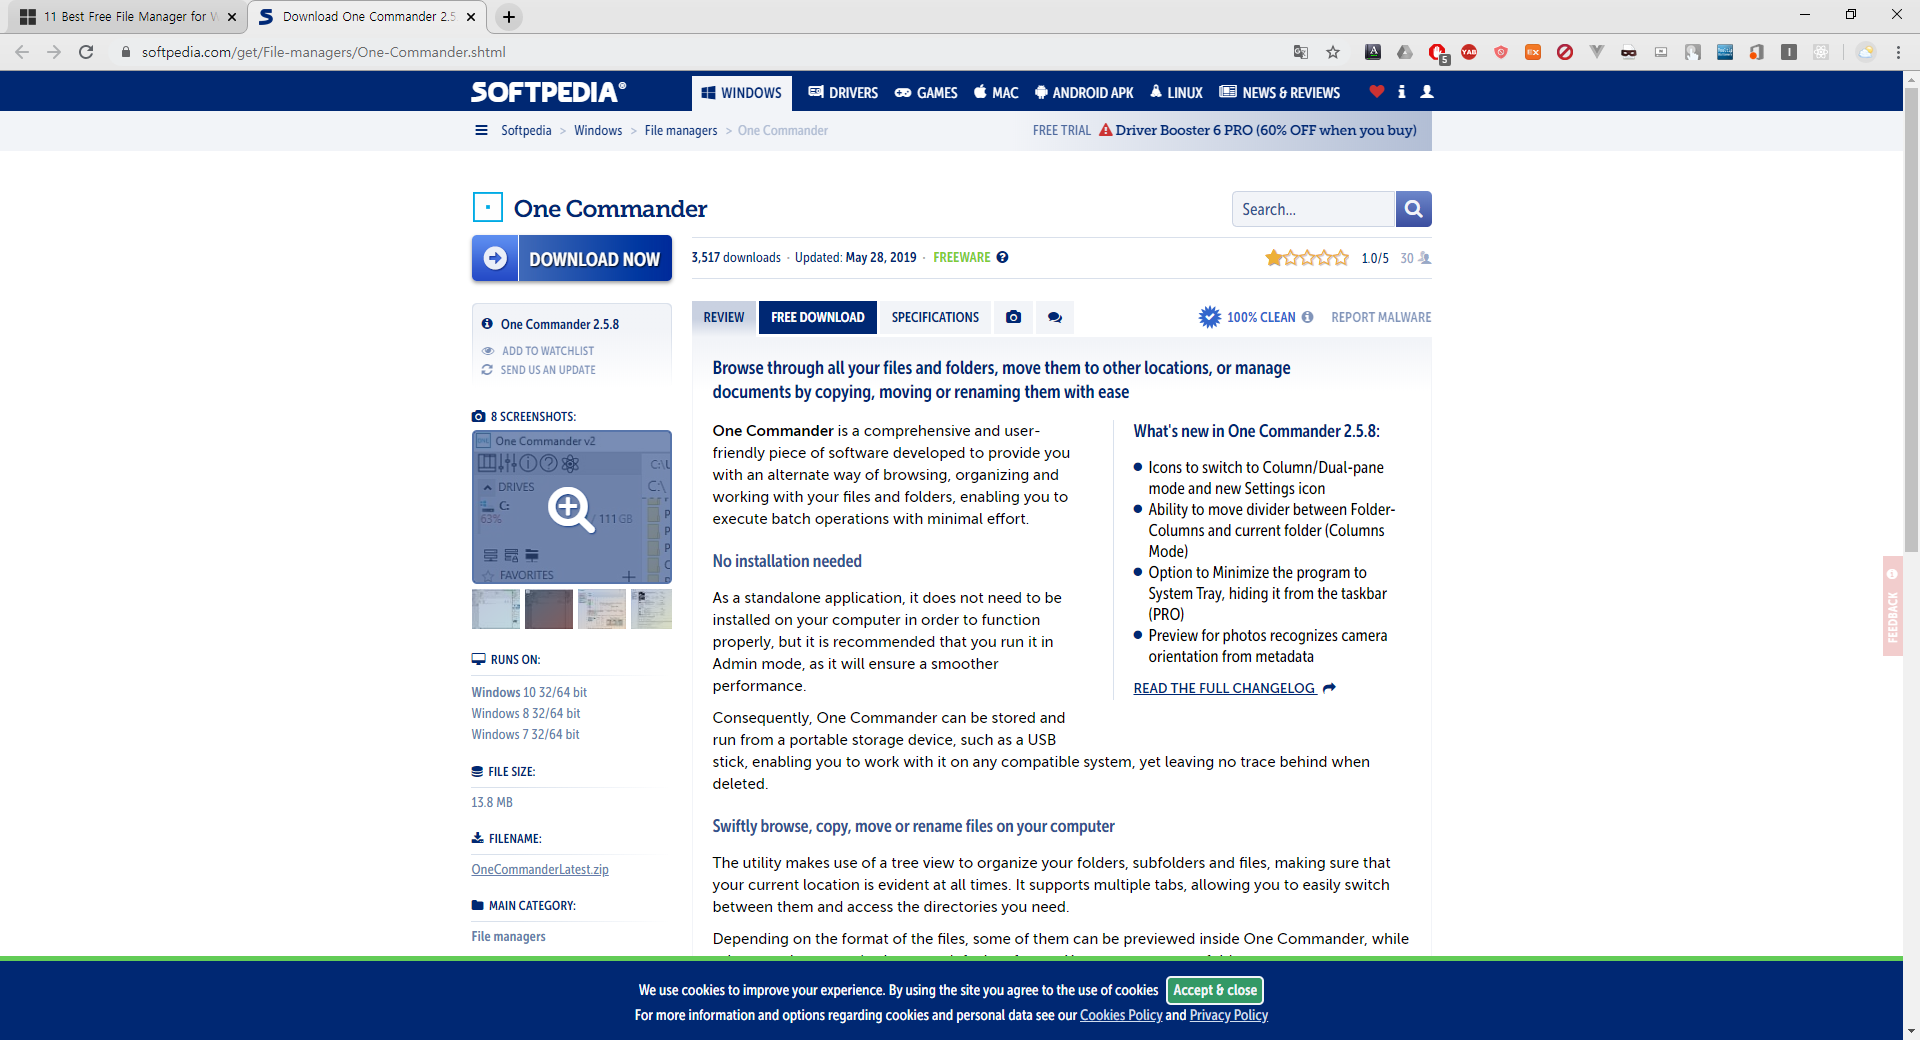 11 Best Free File Manager for W
Download One Commander 2.5
softpedia.com/get/File-managers/One-Commander.shtml
5
SOFTPEDIA®
WINDOWS
DRIVERS
GAMES
MAC
ANDROID APK
LINUX
NEWS & REVIEWS
Softpedia > Windows > File managers > One Commander
FREE TRIAL Driver Booster 6 PRO (60% OFF when you buy)
One Commander
Search...
DOWNLOAD NOW
3,517 downloads · Updated: May 28, 2019 · FREEWARE
1.0/5 30
One Commander 2.5.8
ADD TO WATCHLIST
SEND US AN UPDATE
REVIEW
FREE DOWNLOAD
SPECIFICATIONS
100% CLEAN
REPORT MALWARE
8 SCREENSHOTS:
One Commander v2
DRIVES
C:
63%
111 GB
FAVORITES
C:\
RUNS ON:
Windows 10 32/64 bit
Windows 8 32/64 bit
Windows 7 32/64 bit
FILE SIZE:
13.8 MB
FILENAME:
OneCommanderLatest.zip
MAIN CATEGORY:
File managers
Browse through all your files and folders, move them to other locations, or manage
documents by copying, moving or renaming them with ease
One Commander is a comprehensive and user-
friendly piece of software developed to provide you
with an alternate way of browsing, organizing and
working with your files and folders, enabling you to
execute batch operations with minimal effort.
No installation needed
As a standalone application, it does not need to be
installed on your computer in order to function
properly, but it is recommended that you run it in
Admin mode, as it will ensure a smoother
performance.
Consequently, One Commander can be stored and
run from a portable storage device, such as a USB
stick, enabling you to work with it on any compatible system, yet leaving no trace behind when
deleted.
Swiftly browse, copy, move or rename files on your computer
The utility makes use of a tree view to organize your folders, subfolders and files, making sure that
your current location is evident at all times. It supports multiple tabs, allowing you to easily switch
between them and access the directories you need.
Depending on the format of the files, some of them can be previewed inside One Commander, while
What's new in One Commander 2.5.8:
Icons to switch to Column/Dual-pane
mode and new Settings icon
Ability to move divider between Folder-
Columns and current folder (Columns
Mode)
Option to Minimize the program to
System Tray, hiding it from the taskbar
(PRO)
Preview for photos recognizes camera
orientation from metadata
READ THE FULL CHANGELOG
FEEDBACK
We use cookies to improve your experience. By using the site you agree to the use of cookies Accept & close
For more information and options regarding cookies and personal data see our Cookies Policy and Privacy Policy